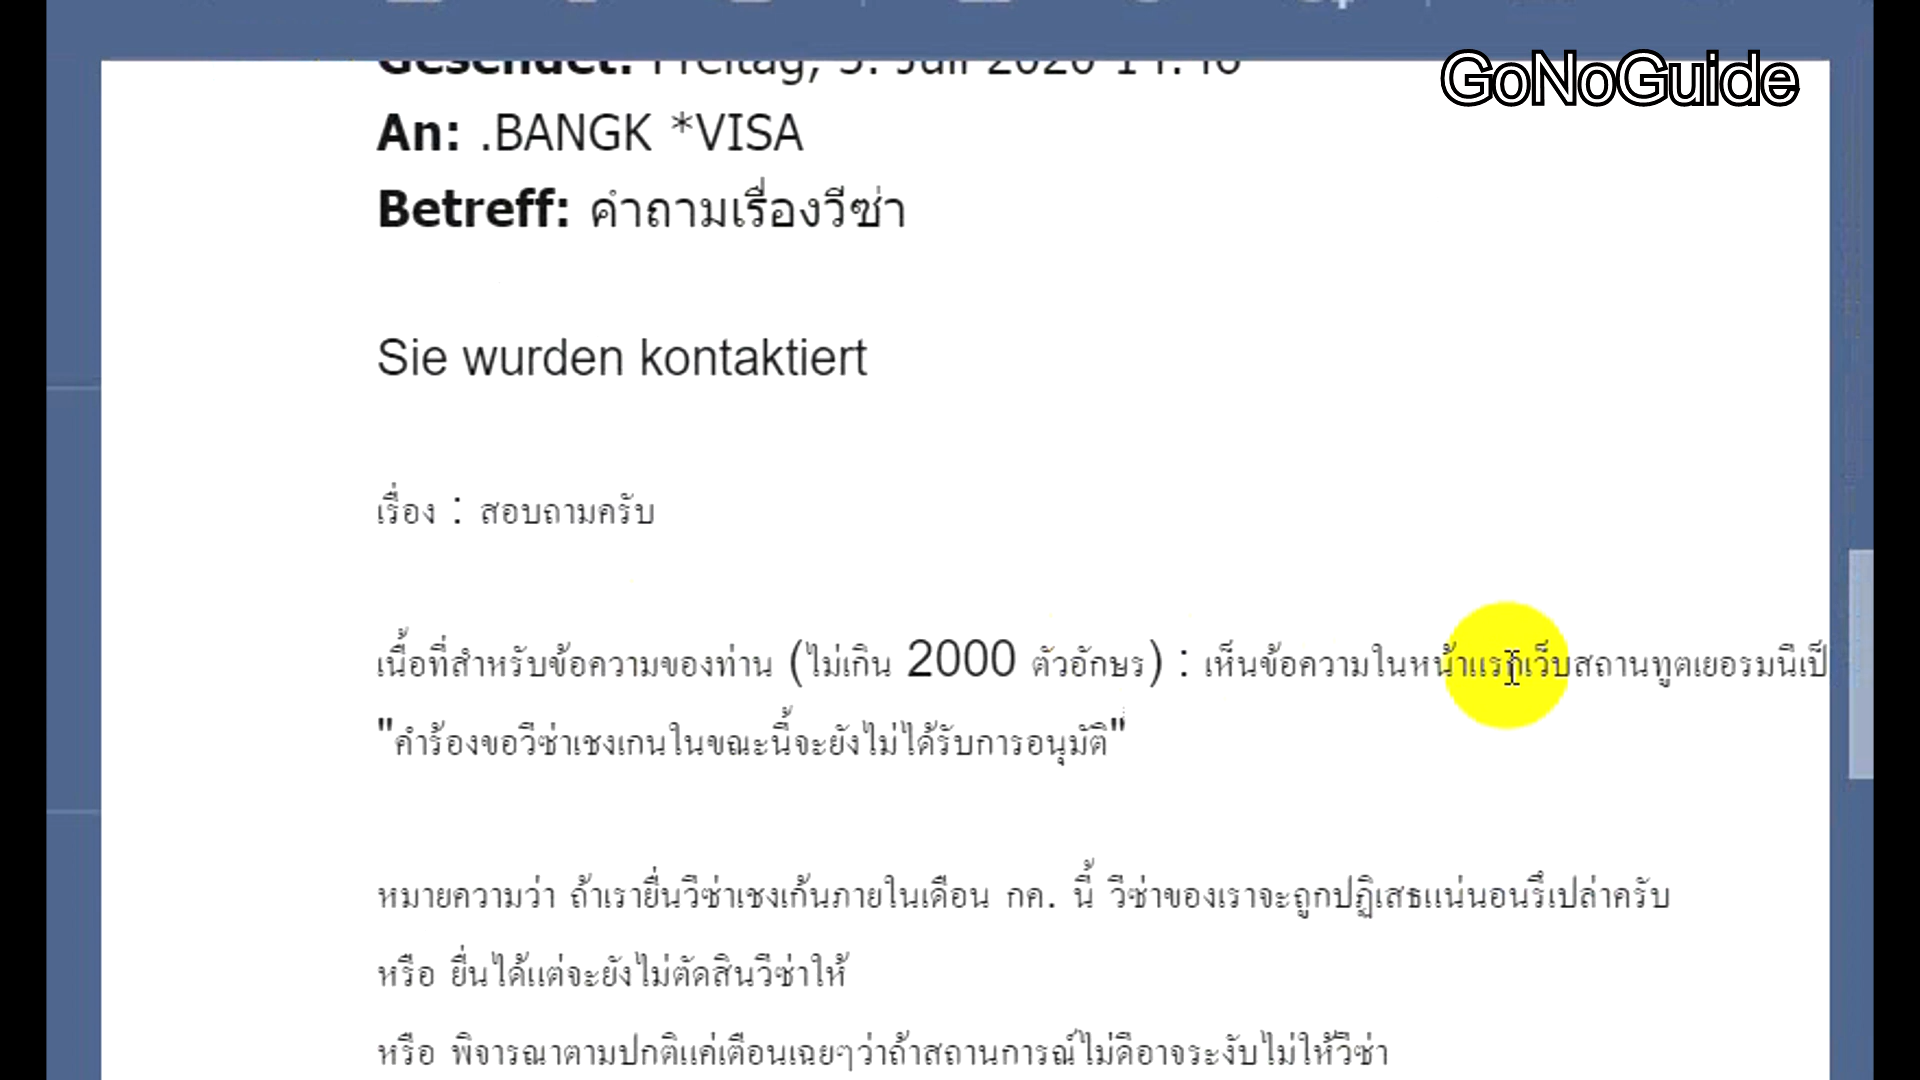 GoNoGuide
Gesendet: Freitag, 3. Juli 2020
An: .BANGK *VISA
Betreff: คำถามเรื่องวีซ่า
Sie wurden kontaktiert
เรื่อง : สอบถามครับ
เนื้อที่สำหรับข้อความของท่าน (ไม่เกิน 2000 ตัวอักษร) : เห็นข้อความในหน้าแรกเว็บสถานทูตเยอรมนีเป็
"คำร้องขอวีซ่าเชงเกนในขณะนี้จะยังไม่ได้รับการอนุมัติ"
หมายความว่า ถ้าเรายื่นวีซ่าเชงเก้นภายในเดือน กค. นี้ วีซ่าของเราจะถูกปฏิเสธแน่นอนรึเปล่าครับ
หรือ ยื่นได้แต่จะยังไม่ตัดสินวีซ่าให้
หรือ พิจารณาตามปกติแค่เตือนเฉยๆว่าถ้าสถานการณ์ไม่ดีอาจระงับไม่ให้วีซ่า